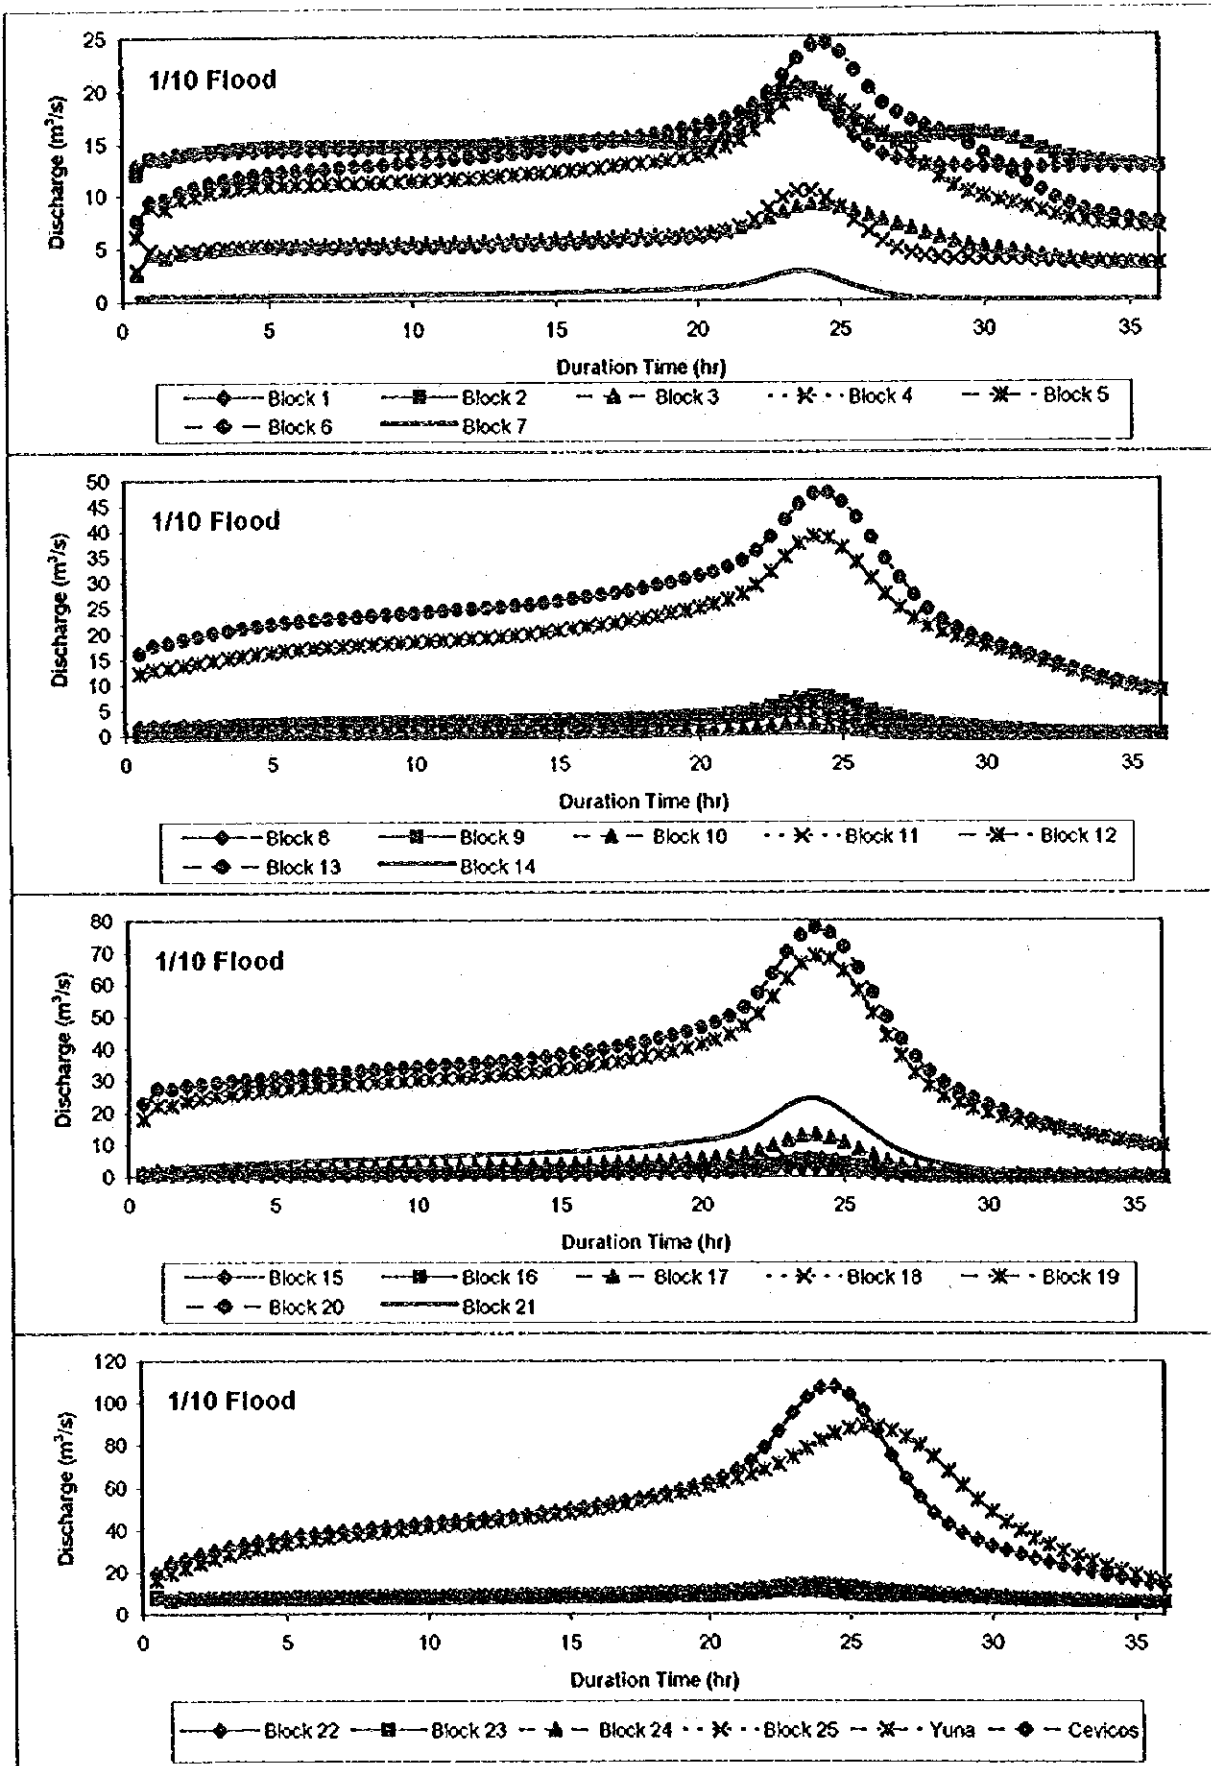 25
20
15
10
5
0
Discharge (m³/s)
1/10 Flood
0 5 10 15 20 25 30 35
Duration Time (hr)
Block 1 Block 2 Block 3 Block 4 Block 5
Block 6 Block 7
50
45
40
35
30
25
20
15
10
5
0
Discharge (m³/s)
1/10 Flood
0 5 10 15 20 25 30 35
Duration Time (hr)
Block 8 Block 9 Block 10 Block 11 Block 12
Block 13 Block 14
80
70
60
50
40
30
20
10
0
Discharge (m³/s)
1/10 Flood
0 5 10 15 20 25 30 35
Duration Time (hr)
Block 15 Block 16 Block 17 Block 18 Block 19
Block 20 Block 21
120
100
80
60
40
20
0
Discharge (m³/s)
1/10 Flood
0 5 10 15 20 25 30 35
Duration Time (hr)
Block 22 Block 23 Block 24 Block 25 Yuna Cevicos